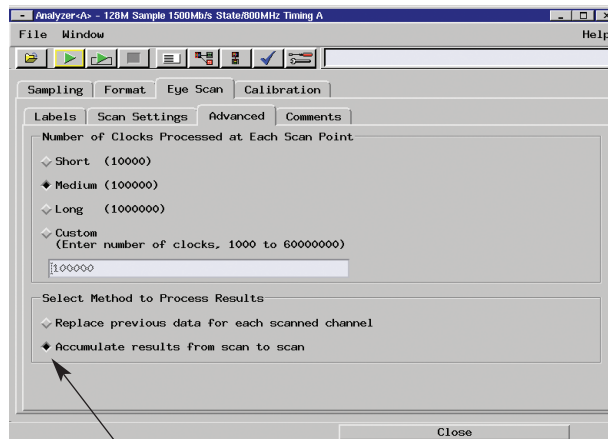 Analyzer<A> - 128M Sample 1500Mb/s State/800MHz Timing A
File Window Help
Sampling Format Eye Scan Calibration
Labels Scan Settings Advanced Comments
Number of Clocks Processed at Each Scan Point
Short (10000)
Medium (100000)
Long (1000000)
Custom
(Enter number of clocks, 1000 to 60000000)
100000
Select Method to Process Results
Replace previous data for each scanned channel
Accumulate results from scan to scan
Close